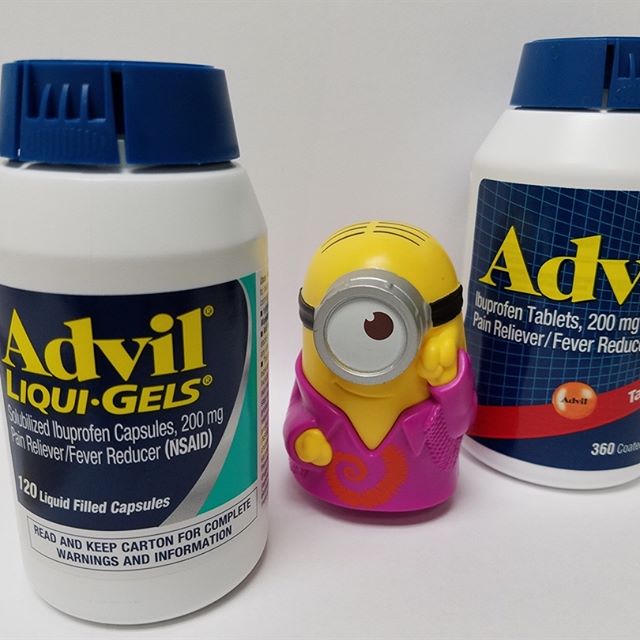 Advil®
LIQUI·GELS®
Solubilized Ibuprofen Capsules, 200 mg
Pain Reliever/Fever Reducer (NSAID)
120 Liquid Filled Capsules
READ AND KEEP CARTON FOR COMPLETE
WARNINGS AND INFORMATION
Adv
Ibuprofen Tablets, 200 mg
Pain Reliever/Fever Reduce
Advil
Ta
360 Coate